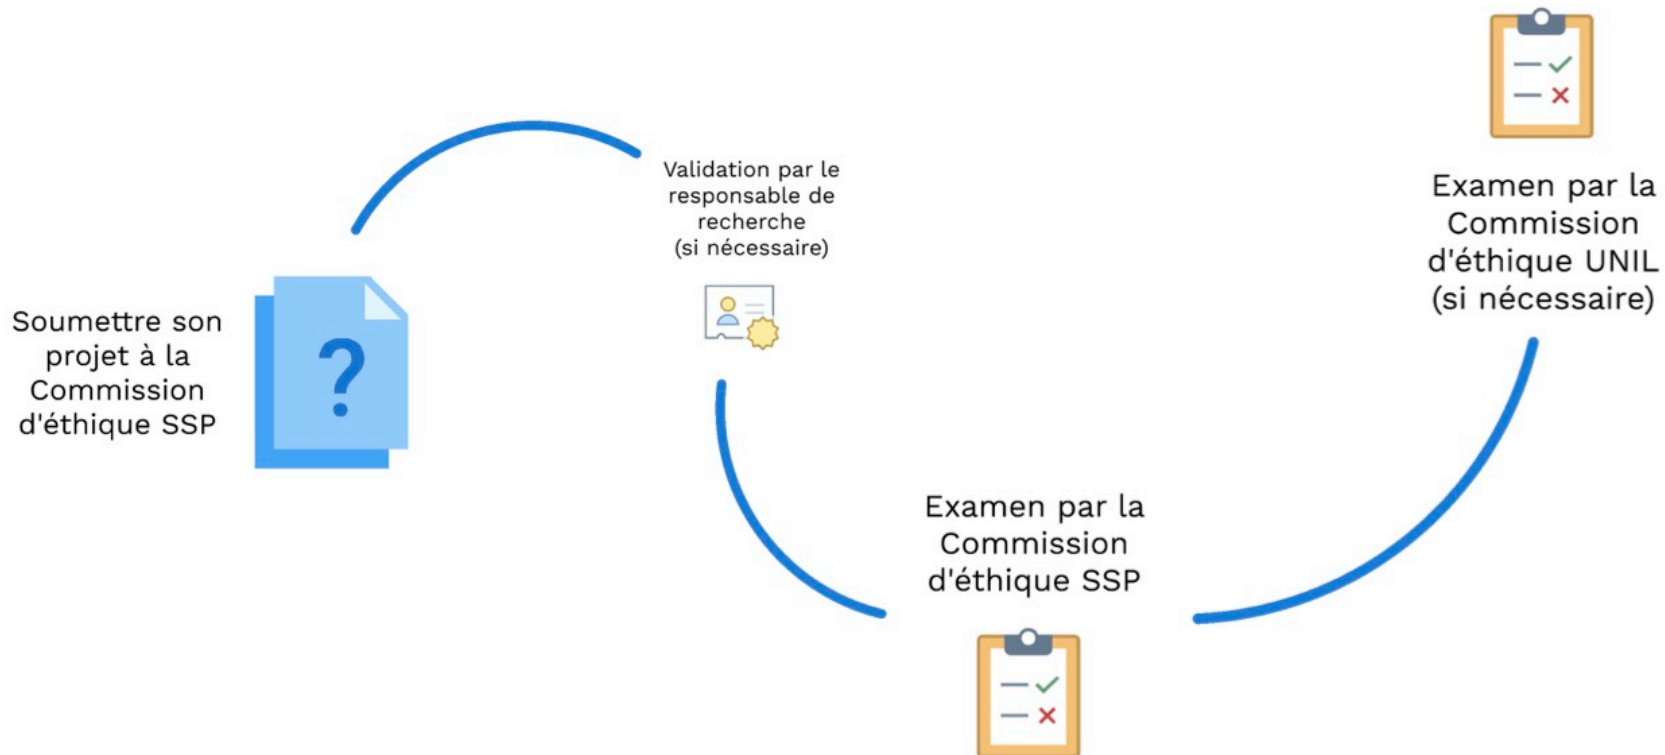 Soumettre son
projet à la
Commission
d'éthique SSP
Validation par le
responsable de
recherche
(si nécessaire)
Examen par la
Commission
d'éthique SSP
Examen par la
Commission
d'éthique UNIL
(si nécessaire)